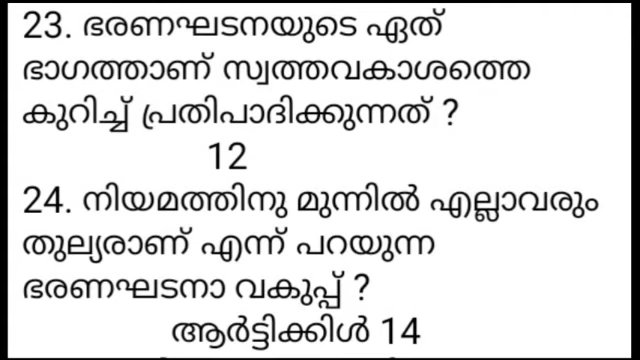 23. ഭരണഘടനയുടെ ഏത്
ഭാഗത്താണ് സ്വത്തവകാശത്തെ
കുറിച്ച് പ്രതിപാദിക്കുന്നത് ?
12
24. നിയമത്തിനു മുന്നിൽ എല്ലാവരും
തുല്യരാണ് എന്ന് പറയുന്ന
ഭരണഘടനാ വകുപ്പ് ?
ആർട്ടിക്കിൾ 14